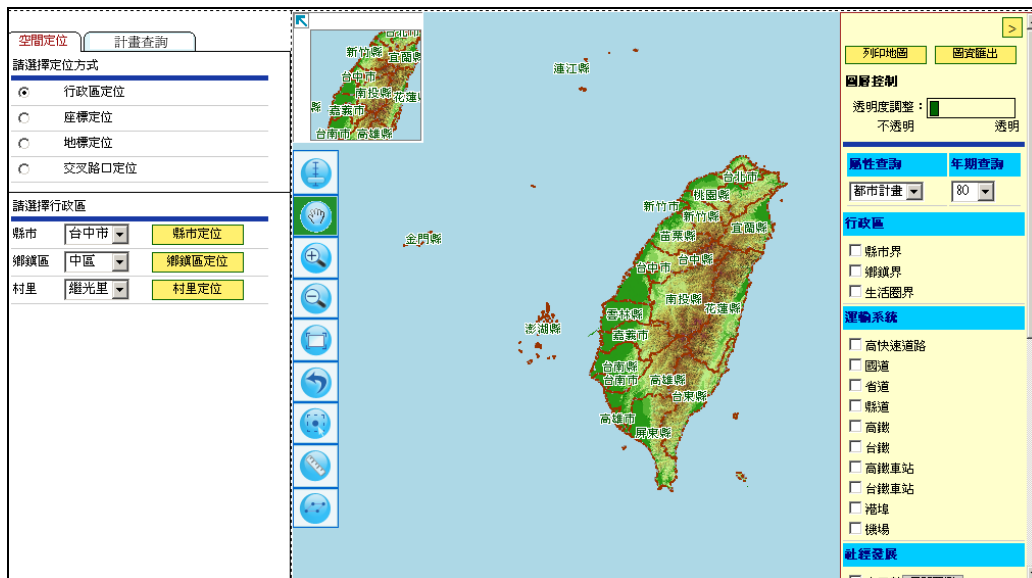 空間定位
計畫查詢
請選擇定位方式
行政區定位
座標定位
地標定位
交叉路口定位
請選擇行政區
縣市 台中市 縣市定位
鄉鎮區 中區 鄉鎮區定位
村里 繼光里 村里定位
新竹縣
宜蘭縣
台中市
南投縣
花蓮
縣
嘉義市
台南市
高雄縣
連江縣
金門縣
澎湖縣
台北市
桃園縣
新竹市
新竹縣
宜蘭縣
苗栗縣
台中縣
台中市
南投縣
花蓮縣
雲林縣
嘉義市
台南縣
台南市
高雄縣
台東縣
高雄市
屏東縣
>
列印地圖
圖資匯出
圖層控制
透明度調整：
不透明
透明
屬性查詢
年期查詢
都市計畫
80
行政區
縣市界
鄉鎮界
生活圈界
運輸系統
高快速道路
國道
省道
縣道
高鐵
台鐵
高鐵車站
台鐵車站
港埠
機場
社經發展